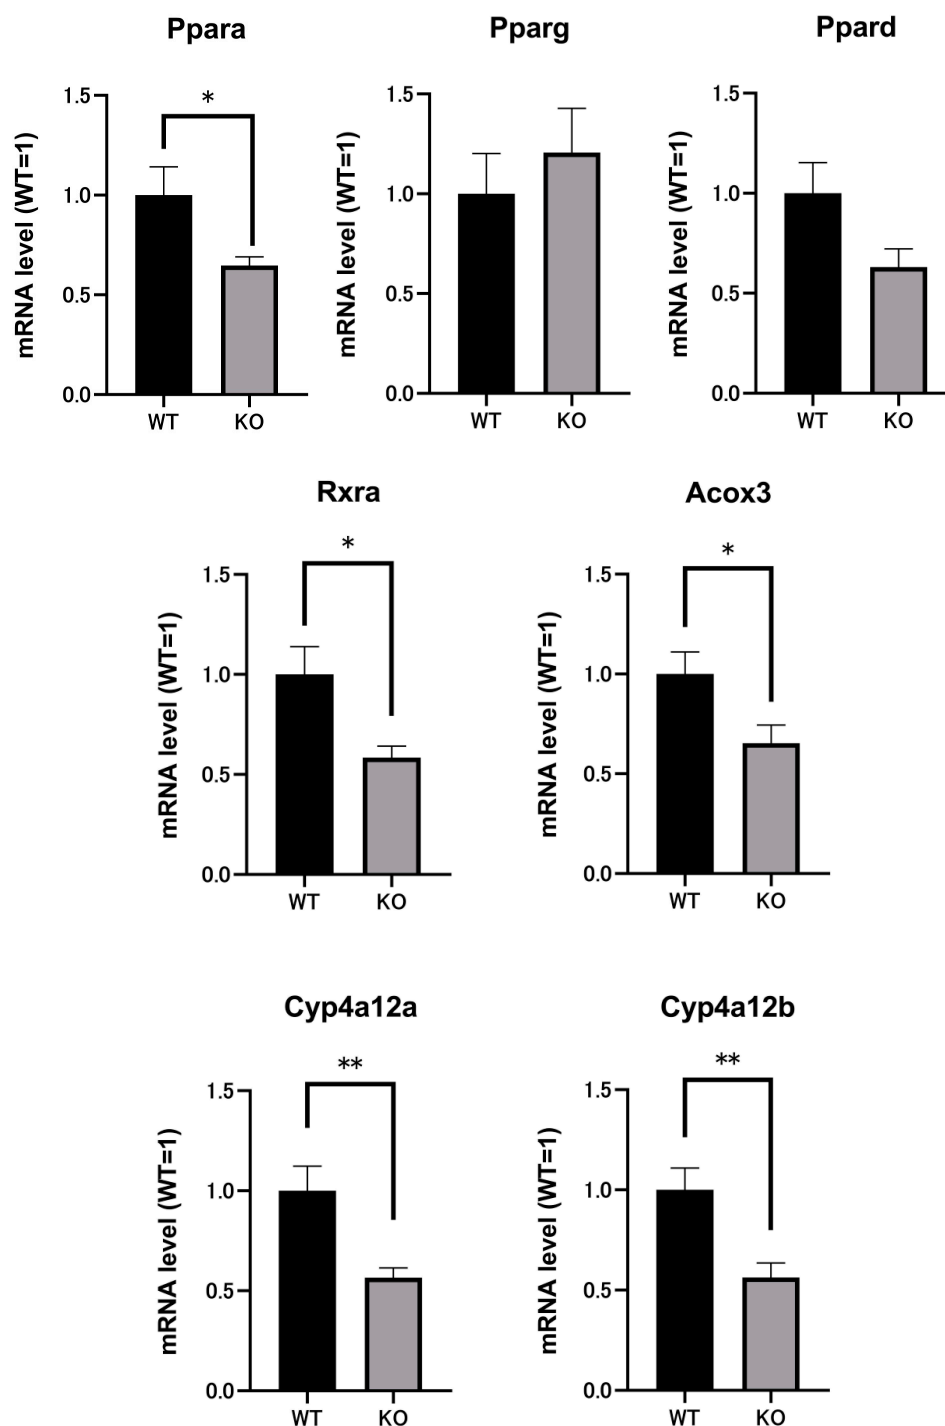 Ppara
Pparg
Ppard
mRNA level (WT=1)
1.5
1.0
0.5
0.0
*
WT
KO
mRNA level (WT=1)
1.5
1.0
0.5
0.0
WT
KO
mRNA level (WT=1)
1.5
1.0
0.5
0.0
WT
KO
Rxra
Acox3
mRNA level (WT=1)
1.5
1.0
0.5
0.0
*
WT
KO
mRNA level (WT=1)
1.5
1.0
0.5
0.0
*
WT
KO
Cyp4a12a
Cyp4a12b
mRNA level (WT=1)
1.5
1.0
0.5
0.0
**
WT
KO
mRNA level (WT=1)
1.5
1.0
0.5
0.0
**
WT
KO